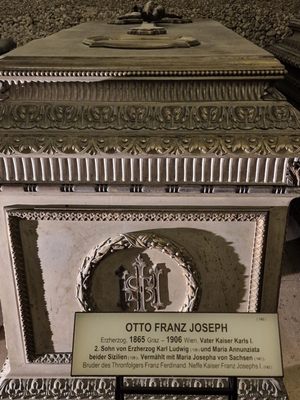 OTTO FRANZ JOSEPH
Erzherzog, 1865 Graz – 1906 Wien, Vater Kaiser Karls I.
2. Sohn von Erzherzog Karl Ludwig und Maria Annunziata
beider Sizilien Vermählt mit Maria Josepha von Sachsen
Bruder des Thronfolgers Franz Ferdinand. Neffe Kaiser Franz Josephs I.